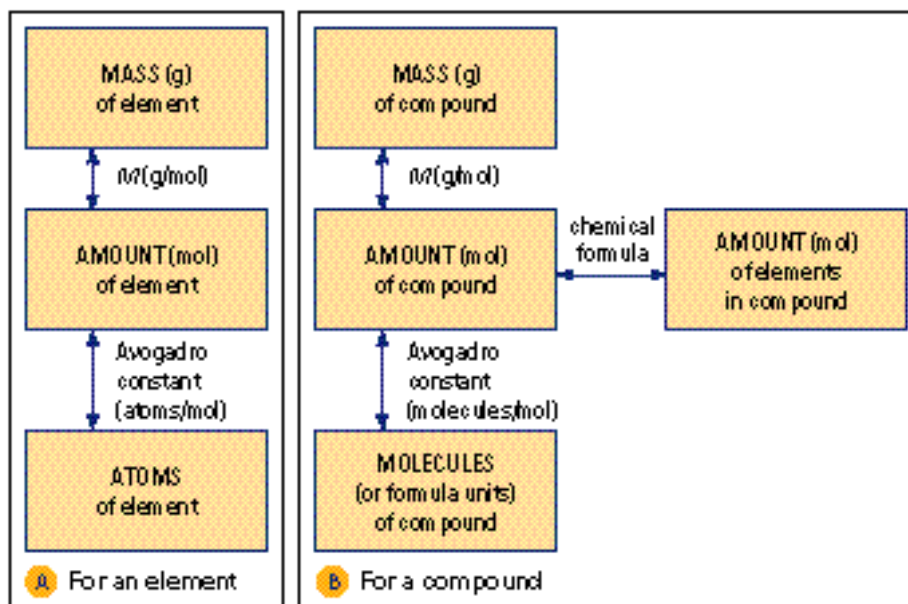 MASS (g)
of element
M (g/mol)
AMOUNT (mol)
of element
Avogadro
constant
(atoms/mol)
ATOMS
of element
A For an element
MASS (g)
of compound
M (g/mol)
AMOUNT (mol)
of compound
chemical
formula
AMOUNT (mol)
of elements
in compound
Avogadro
constant
(molecules/mol)
MOLECULES
(or formula units)
of compound
B For a compound